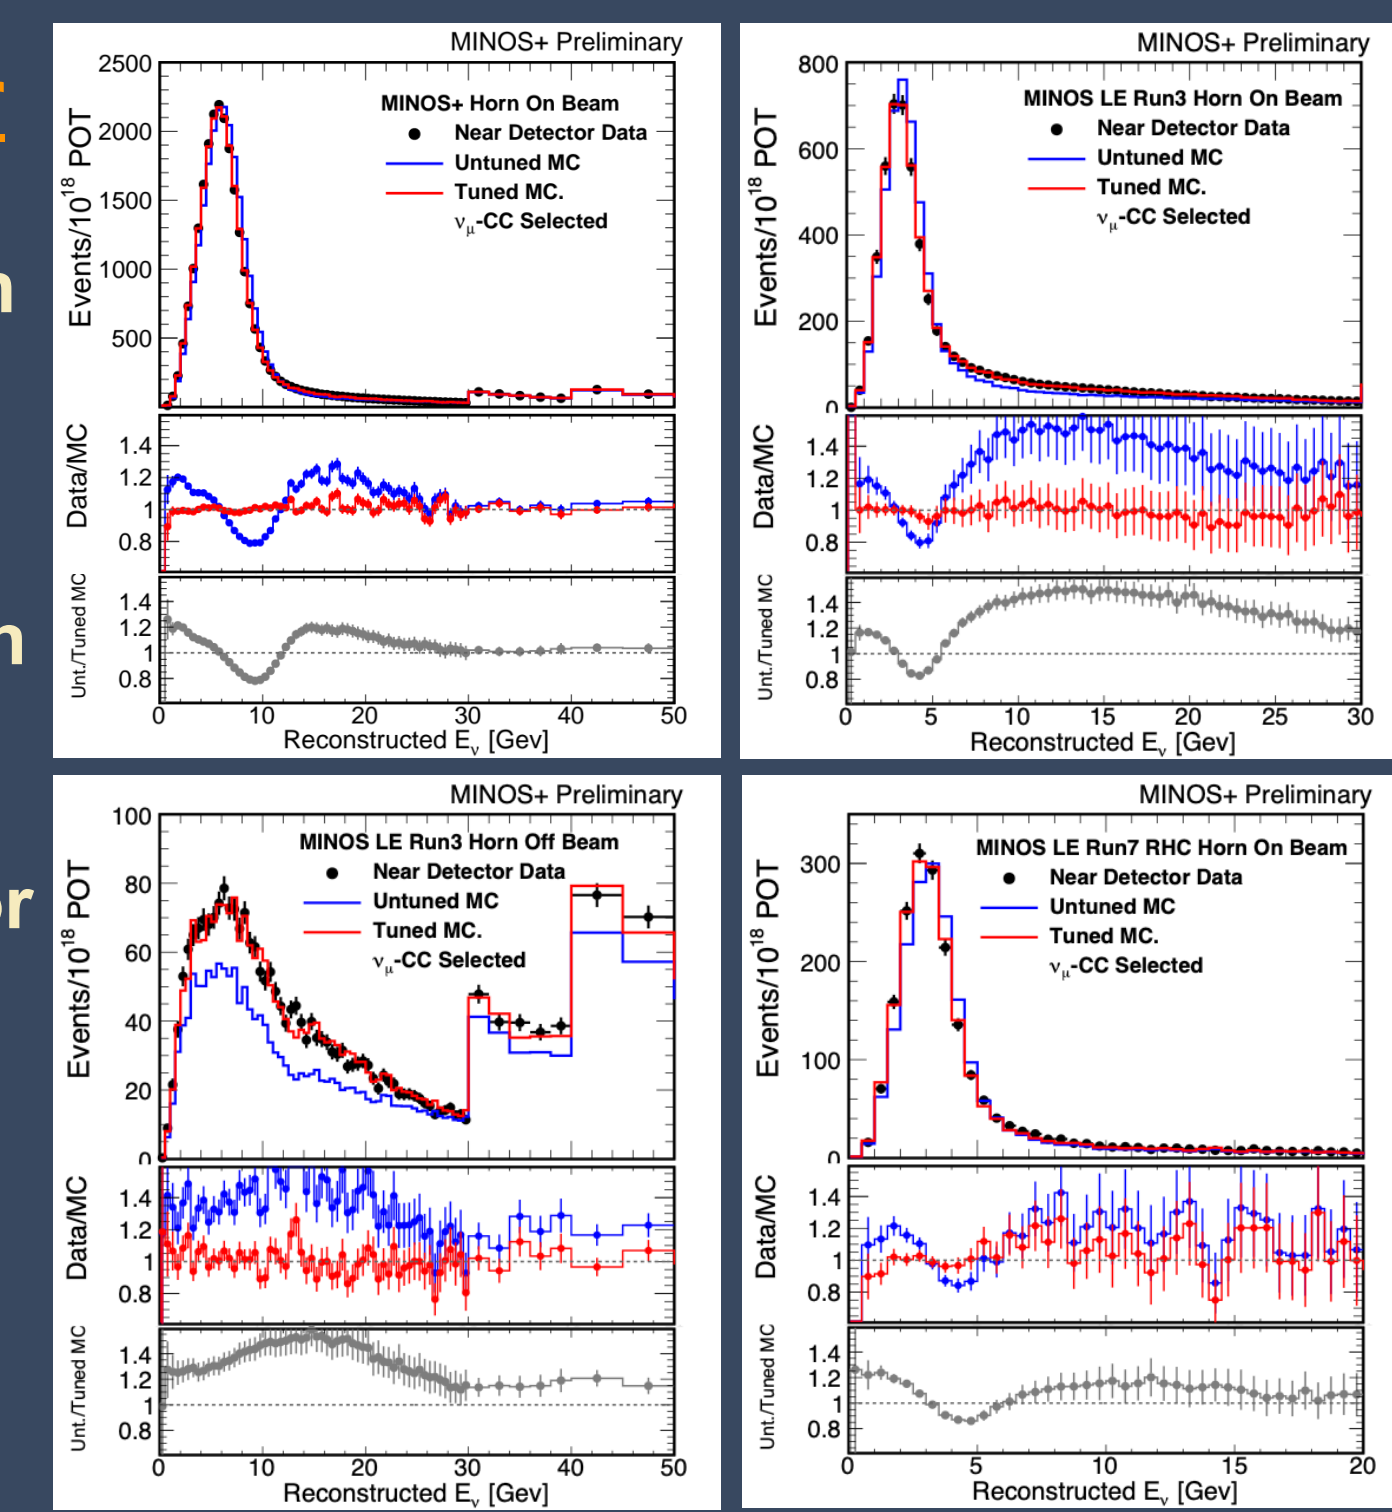 I
n
n
or
MINOS+ Preliminary
MINOS+ Horn On Beam
Near Detector Data
Untuned MC
Tuned MC.
νμ-CC Selected
Events/10^18 POT
2500
2000
1500
1000
500
Data/MC
1.4
1.2
1
0.8
Unt./Tuned MC
1.4
1.2
1
0.8
0 10 20 30 40 50
Reconstructed Eν [Gev]
MINOS+ Preliminary
MINOS LE Run3 Horn On Beam
Near Detector Data
Untuned MC
Tuned MC.
νμ-CC Selected
Events/10^18 POT
800
600
400
200
0
Data/MC
1.4
1.2
1
0.8
Unt./Tuned MC
1.4
1.2
1
0.8
0 5 10 15 20 25 30
Reconstructed Eν [Gev]
MINOS+ Preliminary
MINOS LE Run3 Horn Off Beam
Near Detector Data
Untuned MC
Tuned MC.
νμ-CC Selected
Events/10^18 POT
100
80
60
40
20
0
Data/MC
1.4
1.2
1
0.8
Unt./Tuned MC
1.4
1.2
1
0.8
0 10 20 30 40 50
Reconstructed Eν [Gev]
MINOS+ Preliminary
MINOS LE Run7 RHC Horn On Beam
Near Detector Data
Untuned MC
Tuned MC.
νμ-CC Selected
Events/10^18 POT
300
200
100
0
Data/MC
1.4
1.2
1
0.8
Unt./Tuned MC
1.4
1.2
1
0.8
0 5 10 15 20
Reconstructed Eν [Gev]